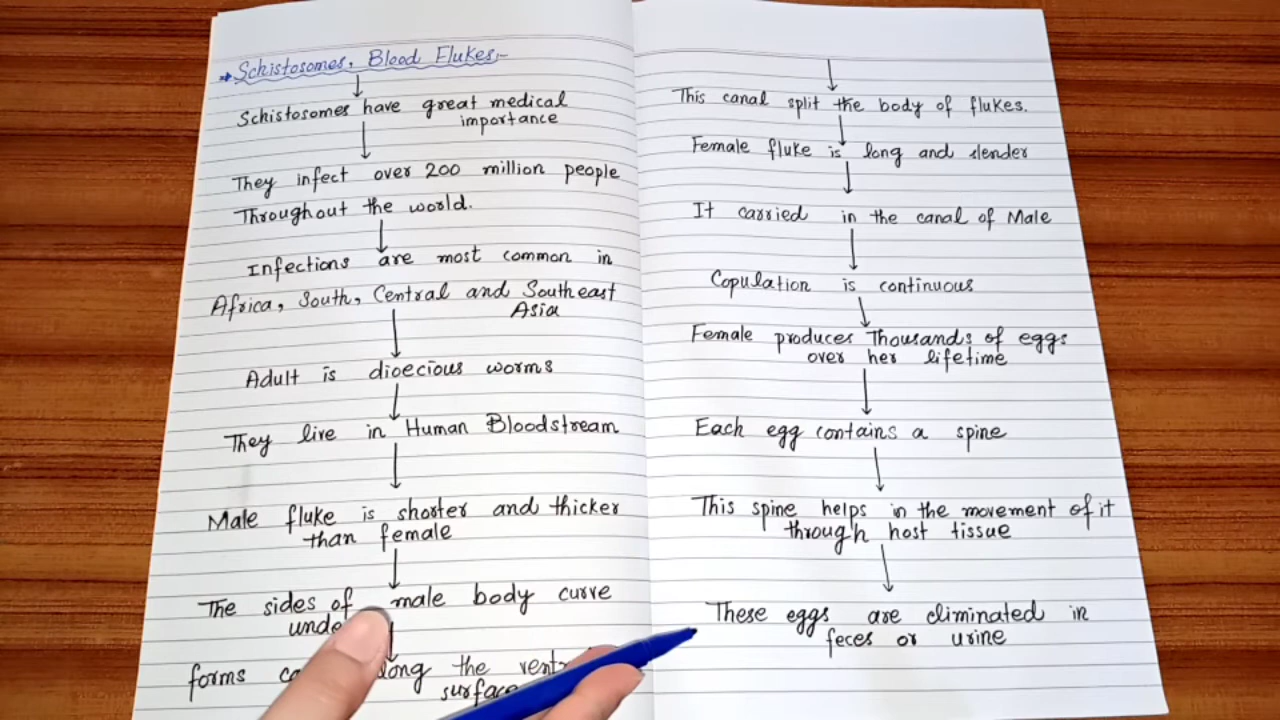 Schistosomes, Blood Flukes:-
Schistosomes have great medical
importance
They infect over 200 million people
Throughout the world.
Infections are most common in
Africa, South, Central and Southeast
Asia
Adult is dioecious worms
They live in Human Bloodstream
Male fluke is shorter and thicker
than female
The sides of male body curve
forms along the
This canal split the body of flukes.
Female fluke is long and slender
It carried in the canal of Male
Copulation is continuous
Female produces Thousands of eggs
over her lifetime
Each egg contains a spine
This spine helps in the movement of it
through host tissue
These eggs are eliminated in
feces or urine